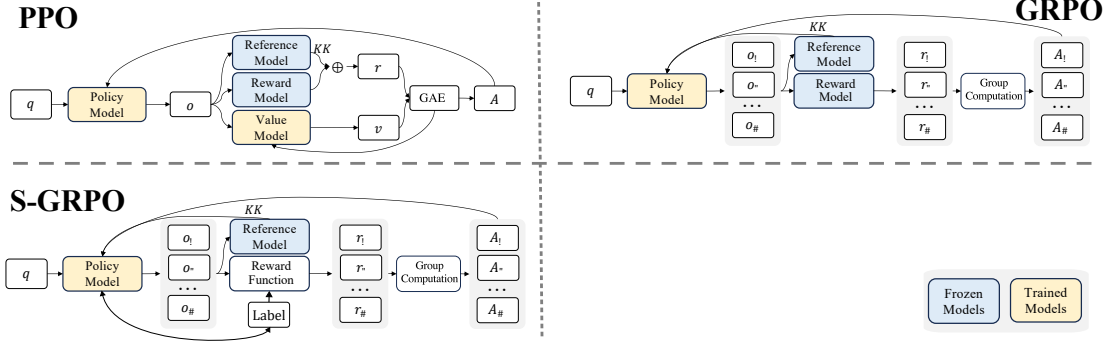 PPO
Reference
Model
KK
Reward
Model
Value
Model
q
Policy
Model
o
⊕
r
v
GAE
A
GRPO
KK
q
Policy
Model
o!
o"
...
o#
Reference
Model
Reward
Model
r!
r"
...
r#
Group
Computation
A!
A"
...
A#
S-GRPO
KK
q
Policy
Model
o!
o"
...
o#
Reference
Model
Reward
Function
Label
r!
r"
...
r#
Group
Computation
A!
A"
...
A#
Frozen
Models
Trained
Models